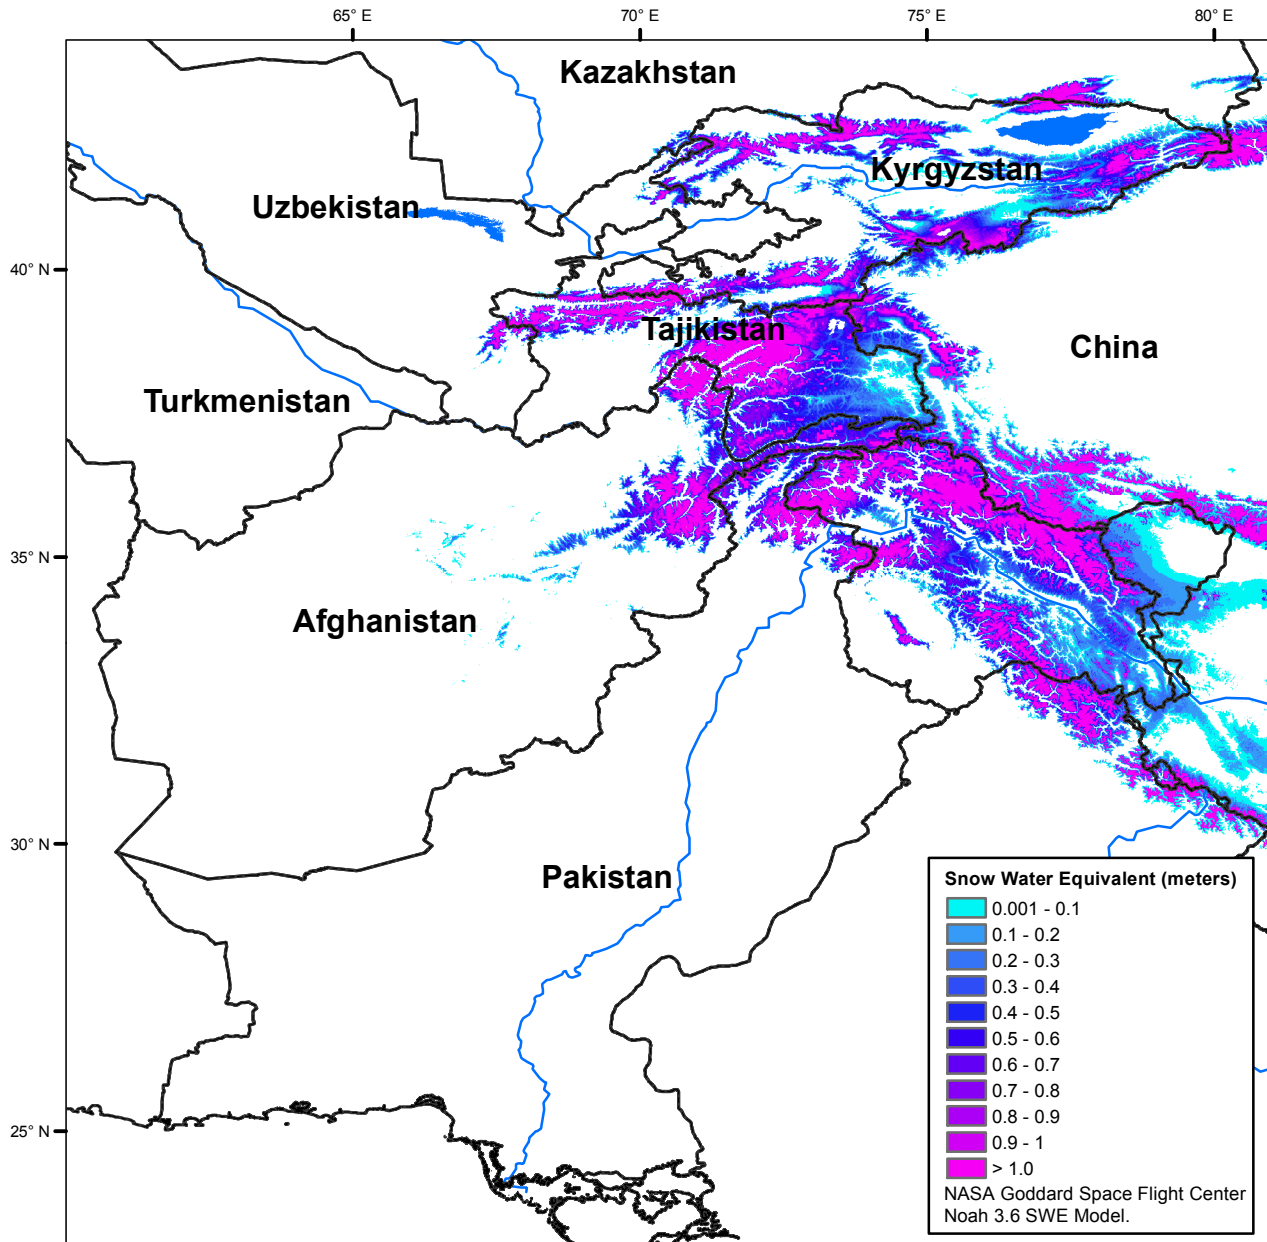 65° E
70° E
75° E
80° E
Kazakhstan
Kyrgyzstan
Uzbekistan
40° N
Tajikistan
China
Turkmenistan
35° N
Afghanistan
30° N
Pakistan
25° N
Snow Water Equivalent (meters)
0.001 - 0.1
0.1 - 0.2
0.2 - 0.3
0.3 - 0.4
0.4 - 0.5
0.5 - 0.6
0.6 - 0.7
0.7 - 0.8
0.8 - 0.9
0.9 - 1
> 1.0
NASA Goddard Space Flight Center
Noah 3.6 SWE Model.